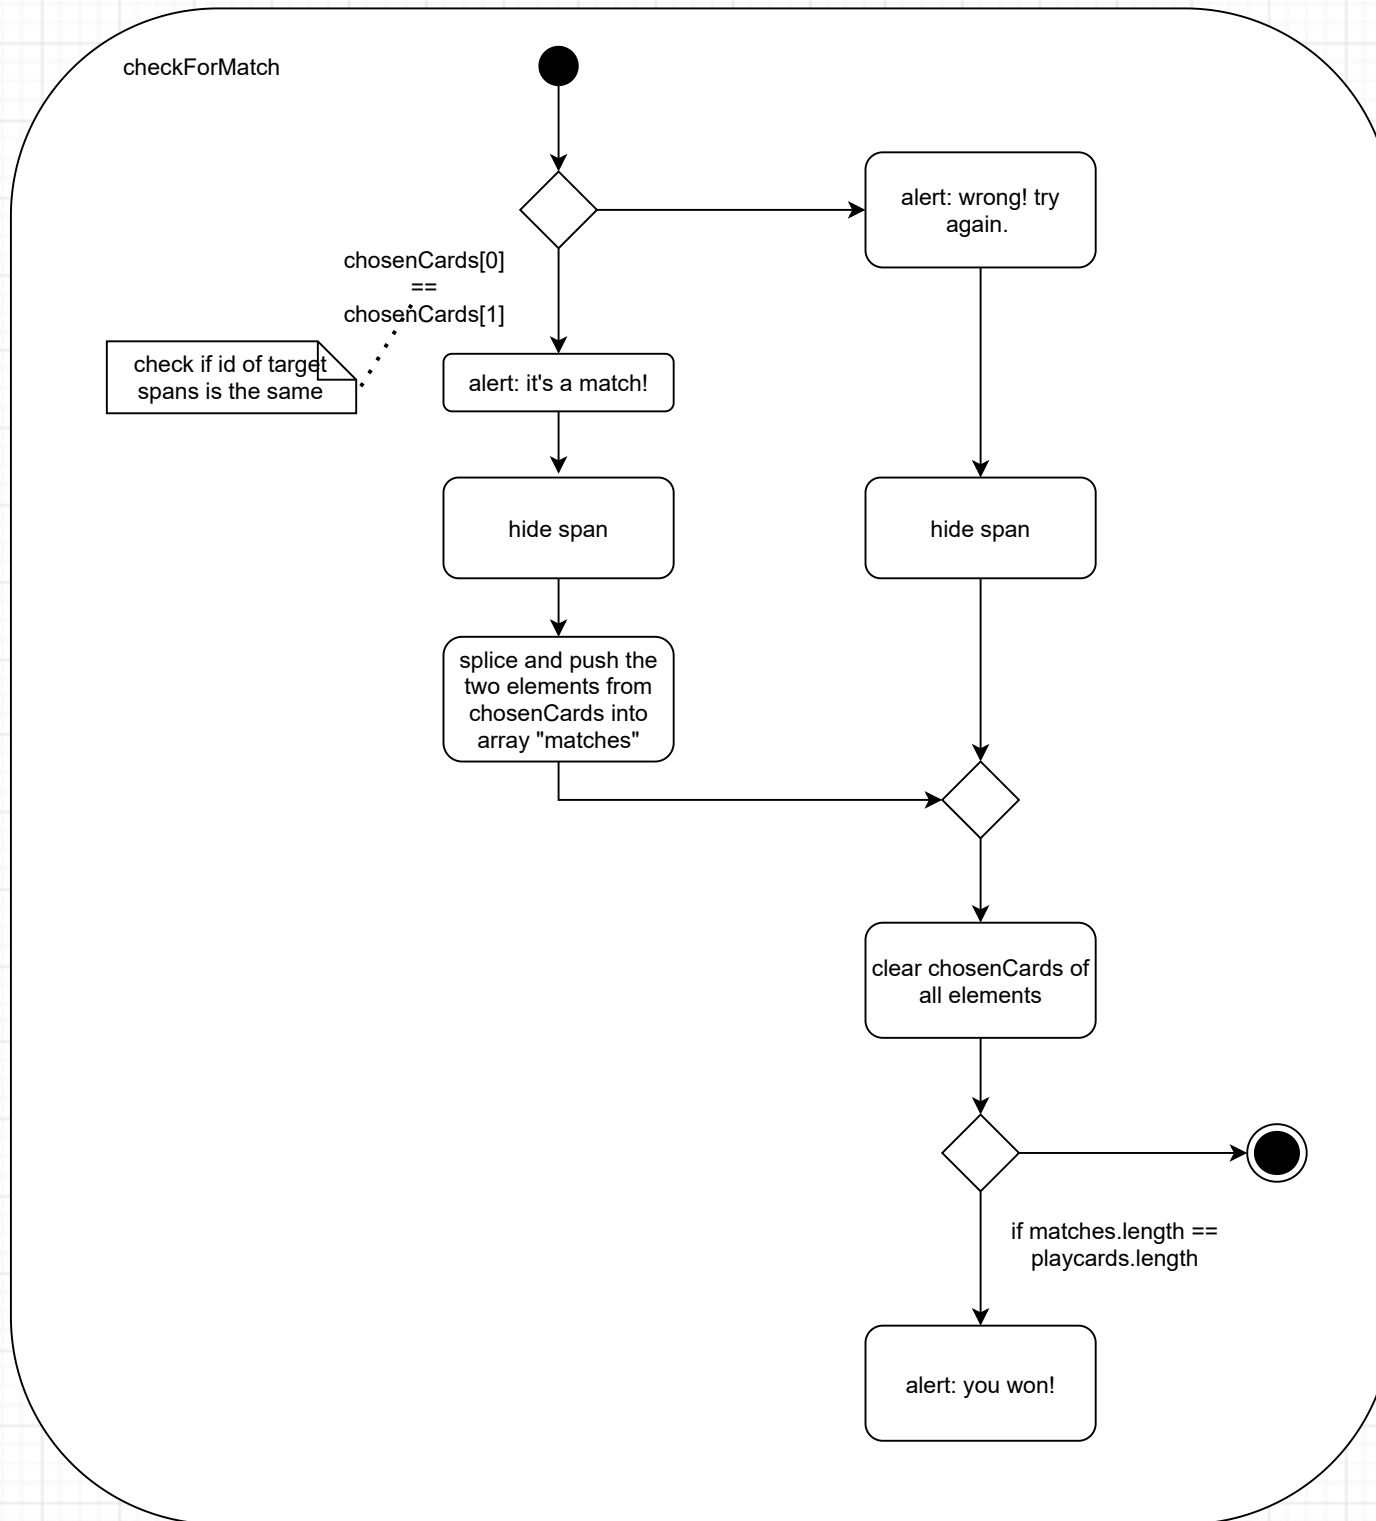 checkForMatch
alert: wrong! try
again.
chosenCards[0]
==
chosenCards[1]
check if id of target
spans is the same
alert: it's a match!
hide span
hide span
splice and push the
two elements from
chosenCards into
array "matches"
clear chosenCards of
all elements
if matches.length ==
playcards.length
alert: you won!